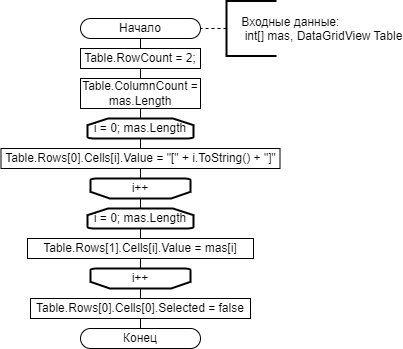 Начало
Входные данные:
int[] mas, DataGridView Table
Table.RowCount = 2;
Table.ColumnCount =
mas.Length
i = 0; mas.Length
Table.Rows[0].Cells[i].Value = "[" + i.ToString() + "]"
i++
i = 0; mas.Length
Table.Rows[1].Cells[i].Value = mas[i]
i++
Table.Rows[0].Cells[0].Selected = false
Конец